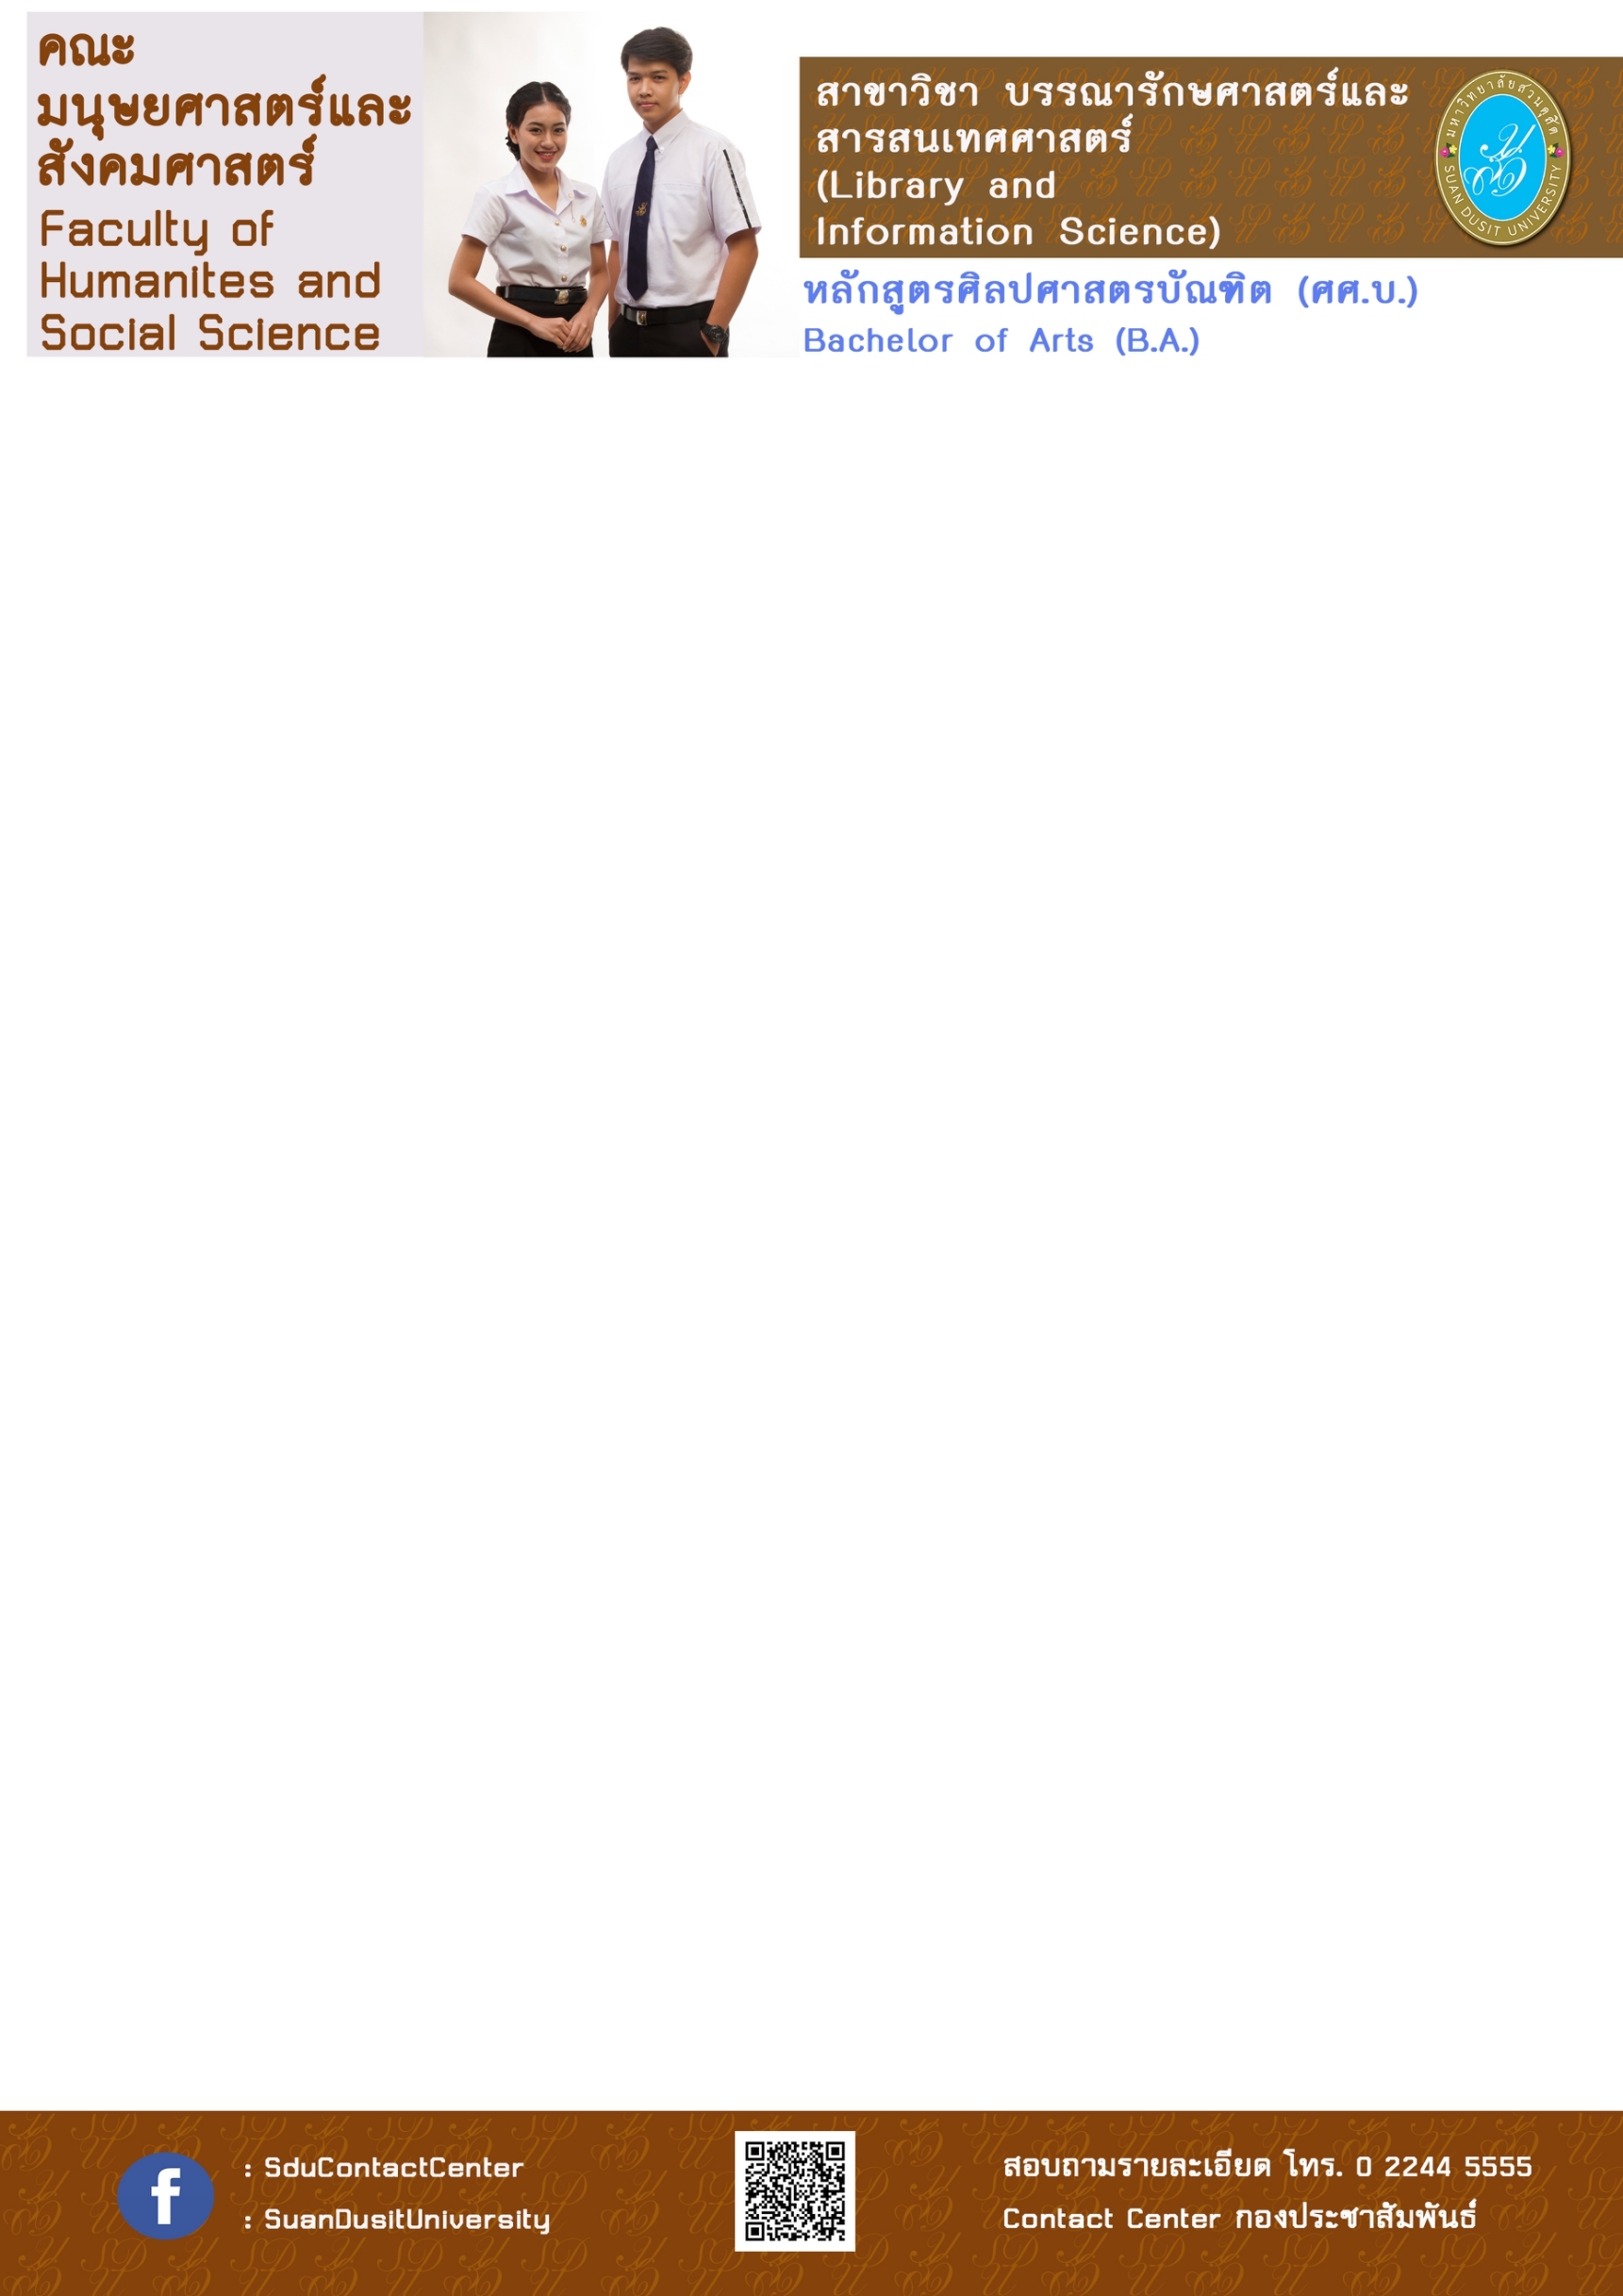 คณะ
มนุษยศาสตร์และ
สังคมศาสตร์
Faculty of
Humanites and
Social Science
สาขาวิชา บรรณารักษศาสตร์และ
สารสนเทศศาสตร์
(Library and
Information Science)
มหาวิทยาลัยสวนดุสิต
SUAN DUSIT UNIVERSITY
หลักสูตรศิลปศาสตรบัณฑิต (ศศ.บ.)
Bachelor of Arts (B.A.)
: SduContactCenter
: SuanDusitUniversity
สอบถามรายละเอียด โทร. 0 2244 5555
Contact Center กองประชาสัมพันธ์